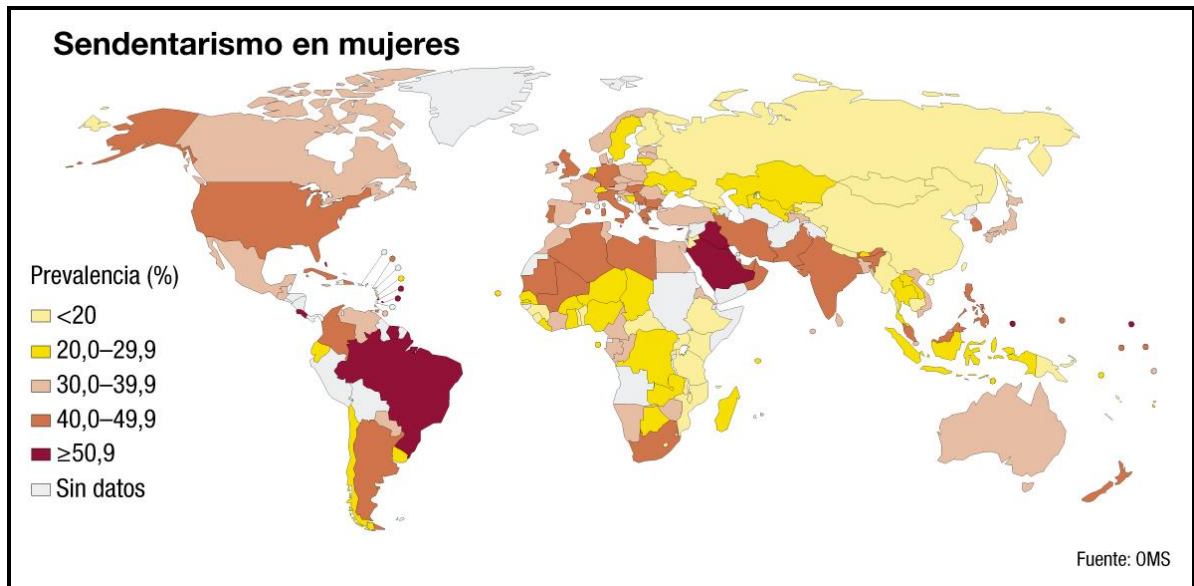 Sendentarismo en mujeres
Prevalencia (%)
<20
20,0–29,9
30,0–39,9
40,0–49,9
≥50,9
Sin datos
Fuente: OMS